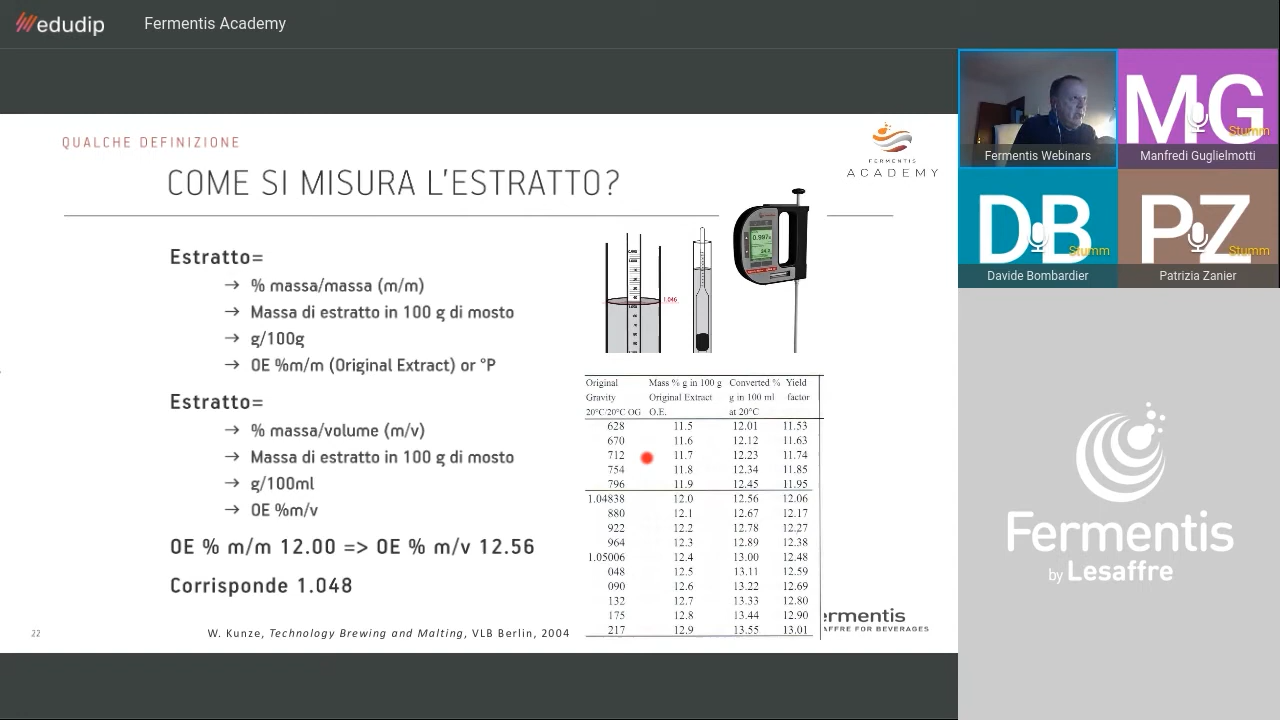 edudip
Fermentis Academy
QUALCHE DEFINIZIONE
COME SI MISURA L'ESTRATTO?
FERMENTIS
ACADEMY
Estratto=
→ % massa/massa (m/m)
→ Massa di estratto in 100 g di mosto
→ g/100g
→ OE %m/m (Original Extract) or °P
Estratto=
→ % massa/volume (m/v)
→ Massa di estratto in 100 g di mosto
→ g/100ml
→ OE %m/v
OE % m/m 12.00 => OE % m/v 12.56
Corrisponde 1.048
22
W. Kunze, Technology Brewing and Malting, VLB Berlin, 2004
1.046
Original Mass % g in 100 g Converted % Yield
Gravity Original Extract g in 100 ml factor
20°C/20°C OG O.E. at 20°C
628 11.5 12.01 11.53
670 11.6 12.12 11.63
712 11.7 12.23 11.74
754 11.8 12.34 11.85
796 11.9 12.45 11.95
1.04838 12.0 12.56 12.06
880 12.1 12.67 12.17
922 12.2 12.78 12.27
964 12.3 12.89 12.38
1.05006 12.4 13.00 12.48
048 12.5 13.11 12.59
090 12.6 13.22 12.69
132 12.7 13.33 12.80
175 12.8 13.44 12.90
217 12.9 13.55 13.01
ermentis
AFFRE FOR BEVERAGES
Fermentis Webinars
MG
Stumm
Manfredi Guglielmotti
DB
Stumm
Davide Bombardier
PZ
Stumm
Patrizia Zanier
Fermentis
by Lesaffre